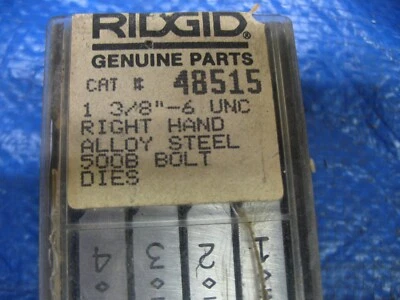 RIDGID
GENUINE PARTS
CAT # 48515
1 3/8"-6 UNC
RIGHT HAND
ALLOY STEEL
500B BOLT
DIES
4 3 2 1